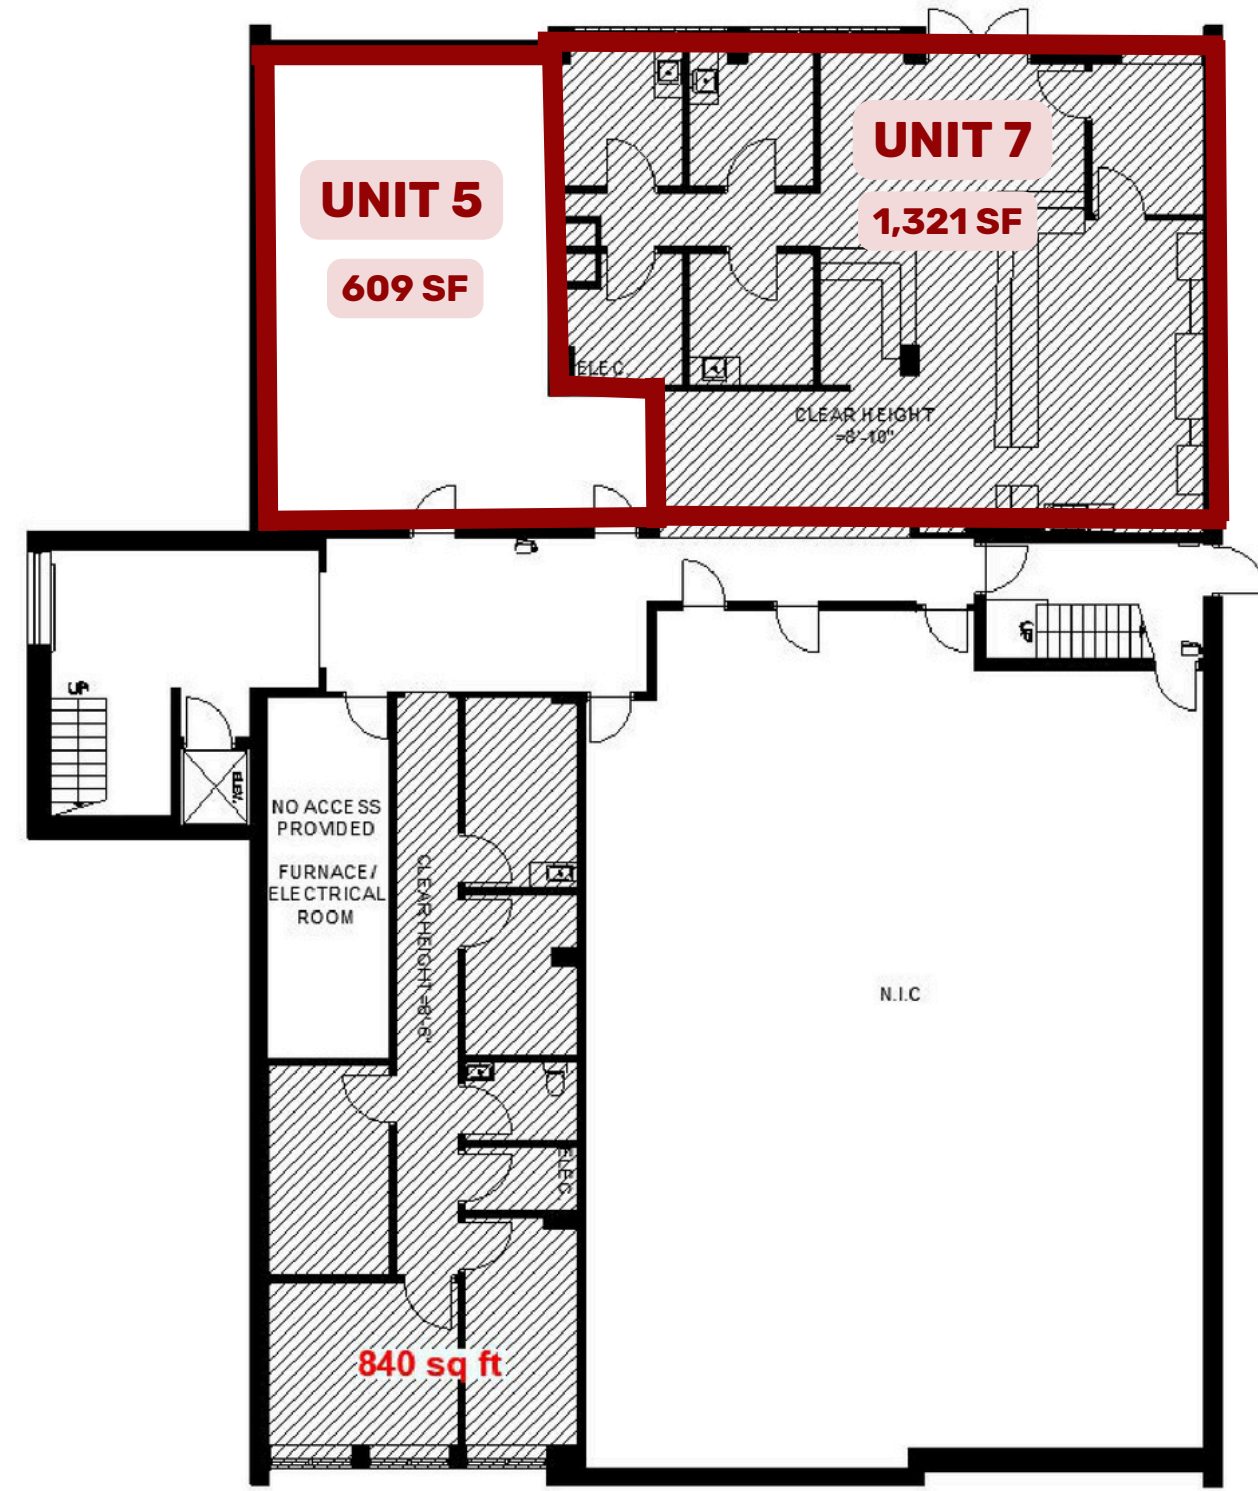 UNIT 7
UNIT 5
1,321 SF
609 SF
ELEC.
CLEAR HEIGHT
=8'-10"
UP
UP
ELEV.
NO ACCESS
PROVIDED
FURNACE/
ELECTRICAL
ROOM
CLEAR HEIGHT =8'-6"
N.I.C
ELEC
840 sq ft